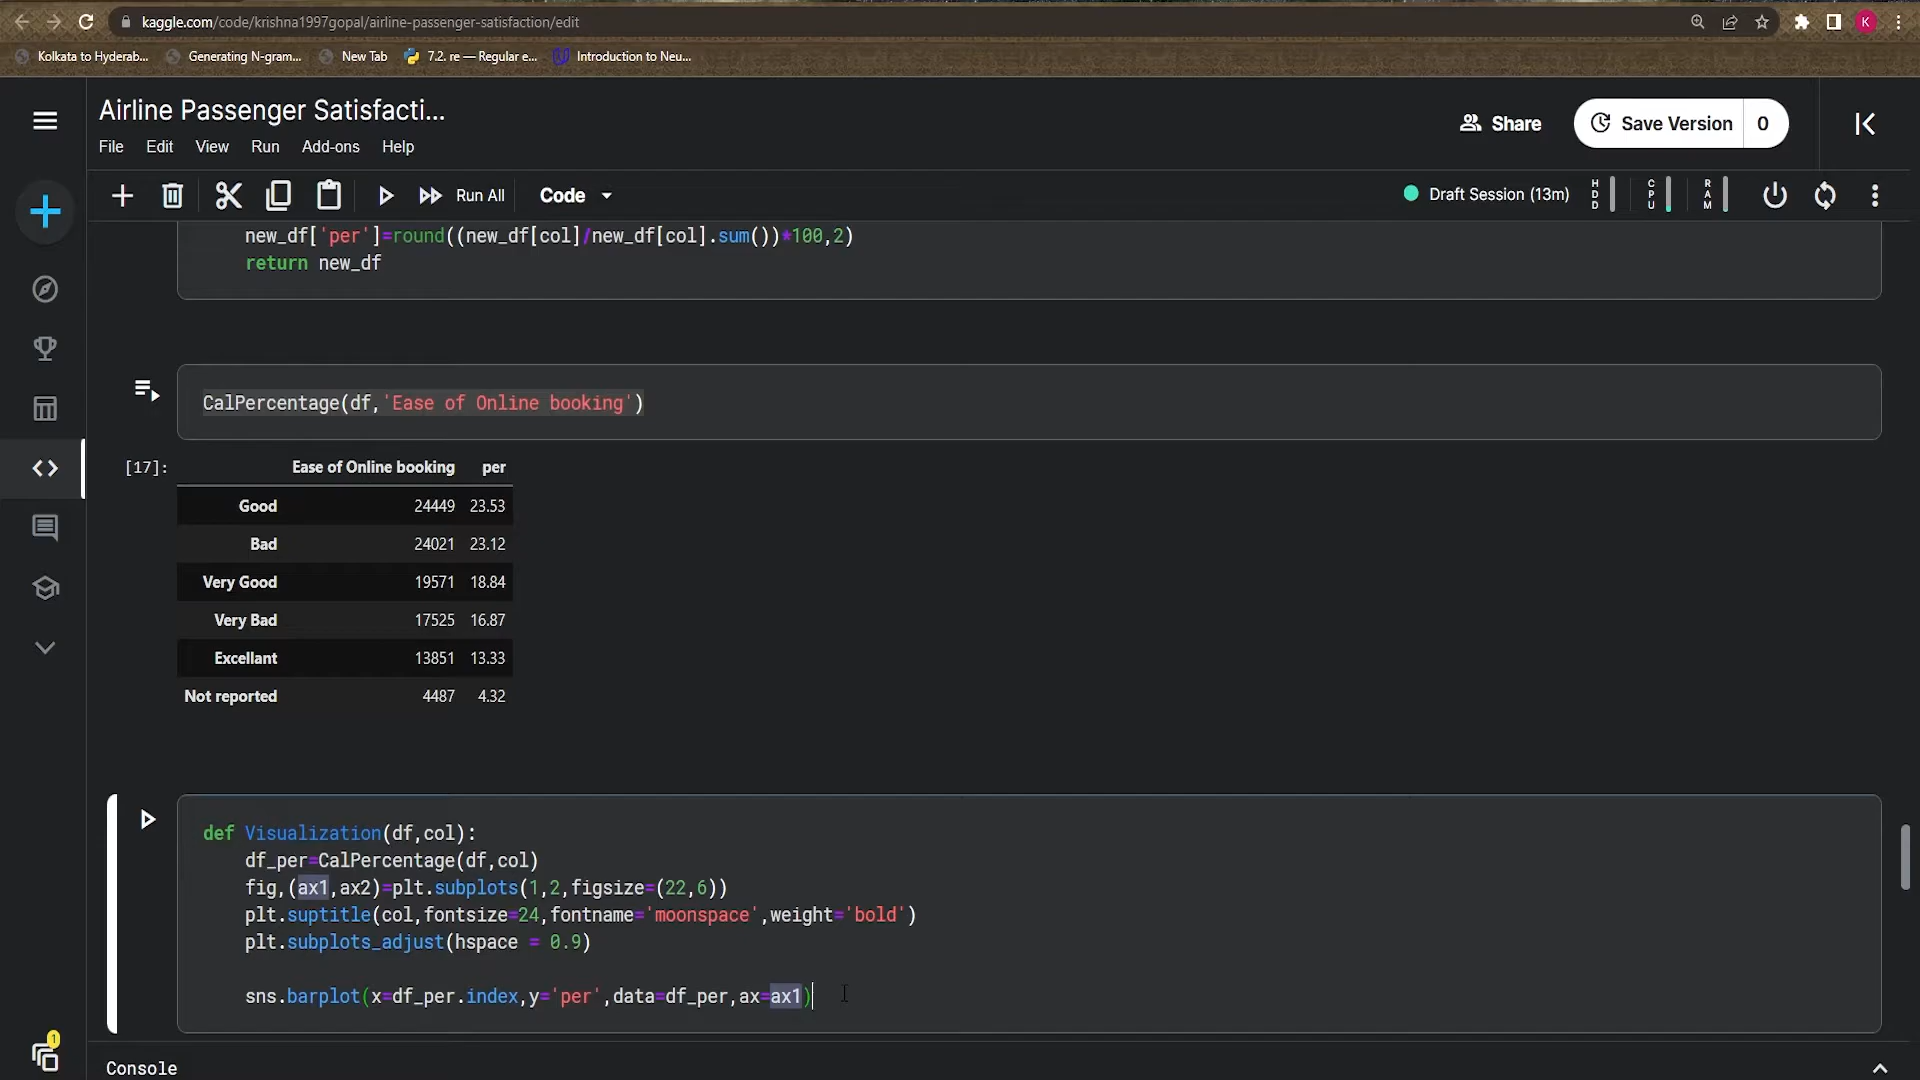 kaggle.com/code/krishna1997gopal/airline-passenger-satisfaction/edit
K
Kolkata to Hyderab...
Generating N-gram...
New Tab
7.2. re — Regular e...
Introduction to Neu...
Airline Passenger Satisfacti...
File Edit View Run Add-ons Help
Share
Save Version 0
Run All
Code
Draft Session (13m)
HDD
CPU
RAM
new_df['per']=round((new_df[col]/new_df[col].sum())*100,2)
return new_df
CalPercentage(df,'Ease of Online booking')
[17]:
Ease of Online booking per
Good 24449 23.53
Bad 24021 23.12
Very Good 19571 18.84
Very Bad 17525 16.87
Excellant 13851 13.33
Not reported 4487 4.32
def Visualization(df,col):
df_per=CalPercentage(df,col)
fig,(ax1,ax2)=plt.subplots(1,2,figsize=(22,6))
plt.suptitle(col,fontsize=24,fontname='moonspace',weight='bold')
plt.subplots_adjust(hspace = 0.9)
sns.barplot(x=df_per.index,y='per',data=df_per,ax=ax1)
1
Console